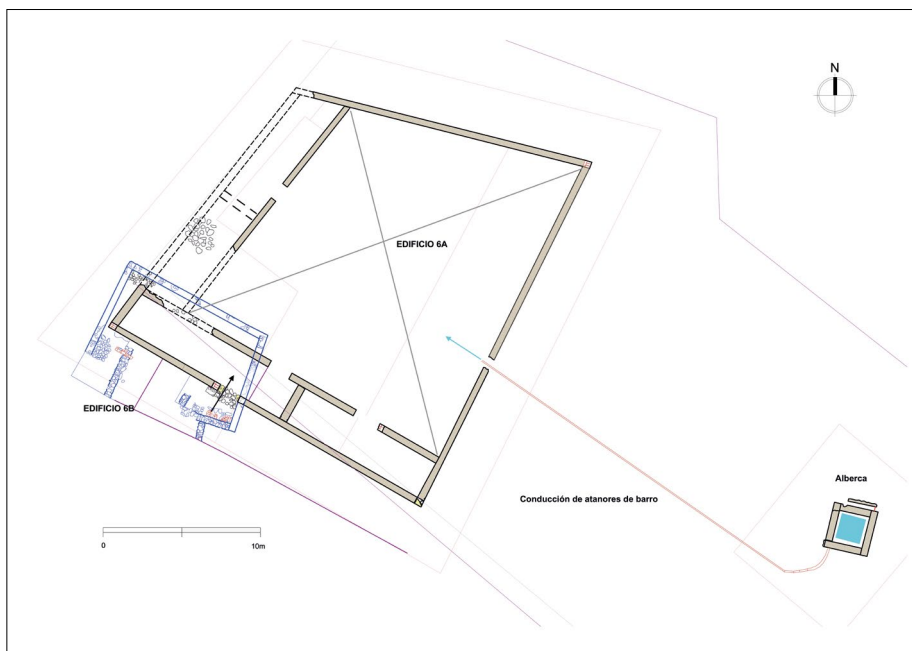 N
EDIFICIO 6A
EDIFICIO 6B
Alberca
Conducción de atanores de barro
0
10m